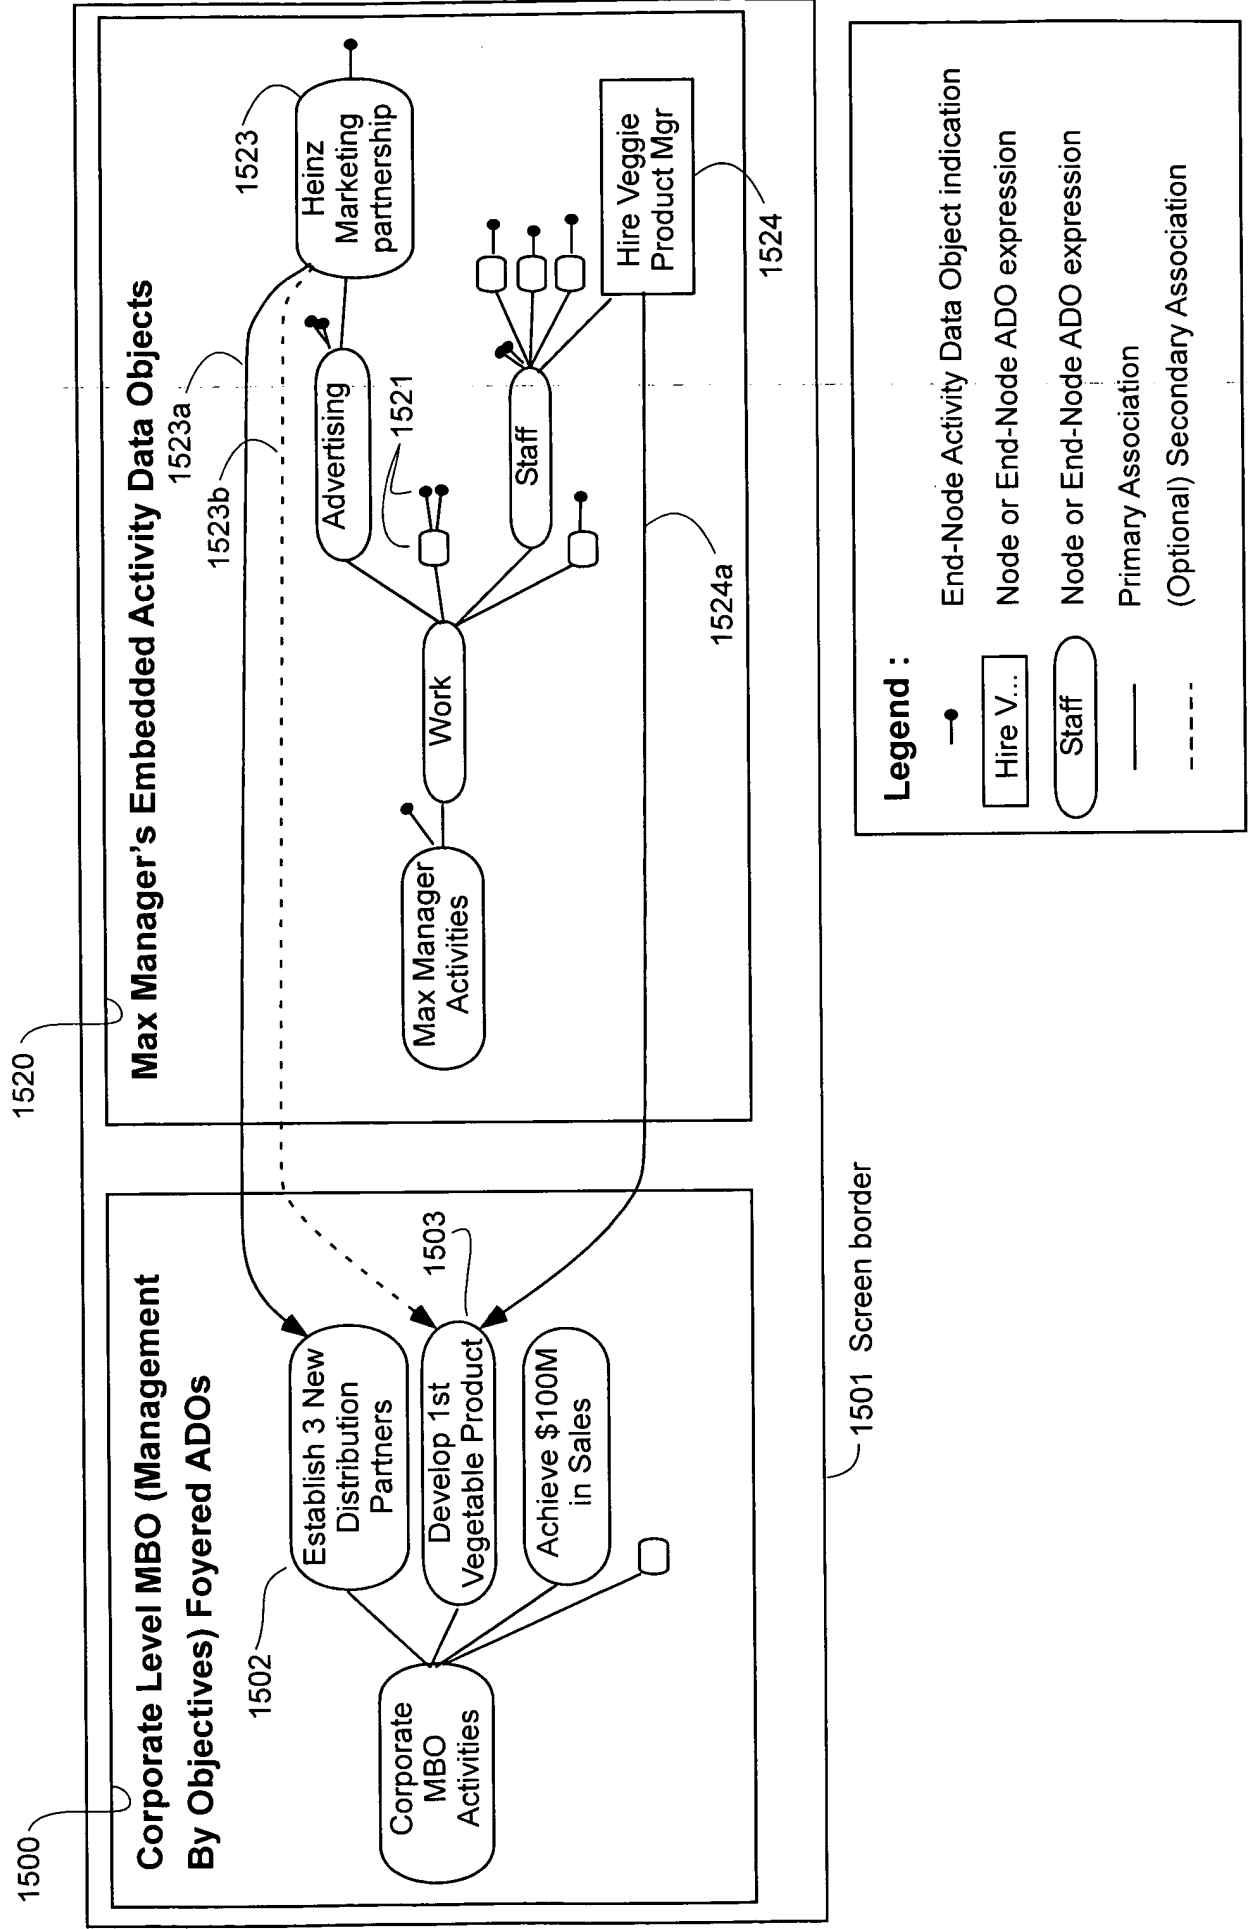 1500
Corporate Level MBO (Management
By Objectives) Foyered ADOs
1502
Corporate
MBO
Activities
Establish 3 New
Distribution
Partners
Develop 1st
Vegetable Product
Achieve $100M
in Sales
1503
1501 Screen border
1520
Max Manager's Embedded Activity Data Objects
1523a
1523b
1523
Max Manager
Activities
Work
Advertising
1521
Staff
Heinz
Marketing
partnership
Hire Veggie
Product Mgr
1524a
1524
Legend :
End-Node Activity Data Object indication
Hire V...
Node or End-Node ADO expression
Staff
Node or End-Node ADO expression
Primary Association
(Optional) Secondary Association